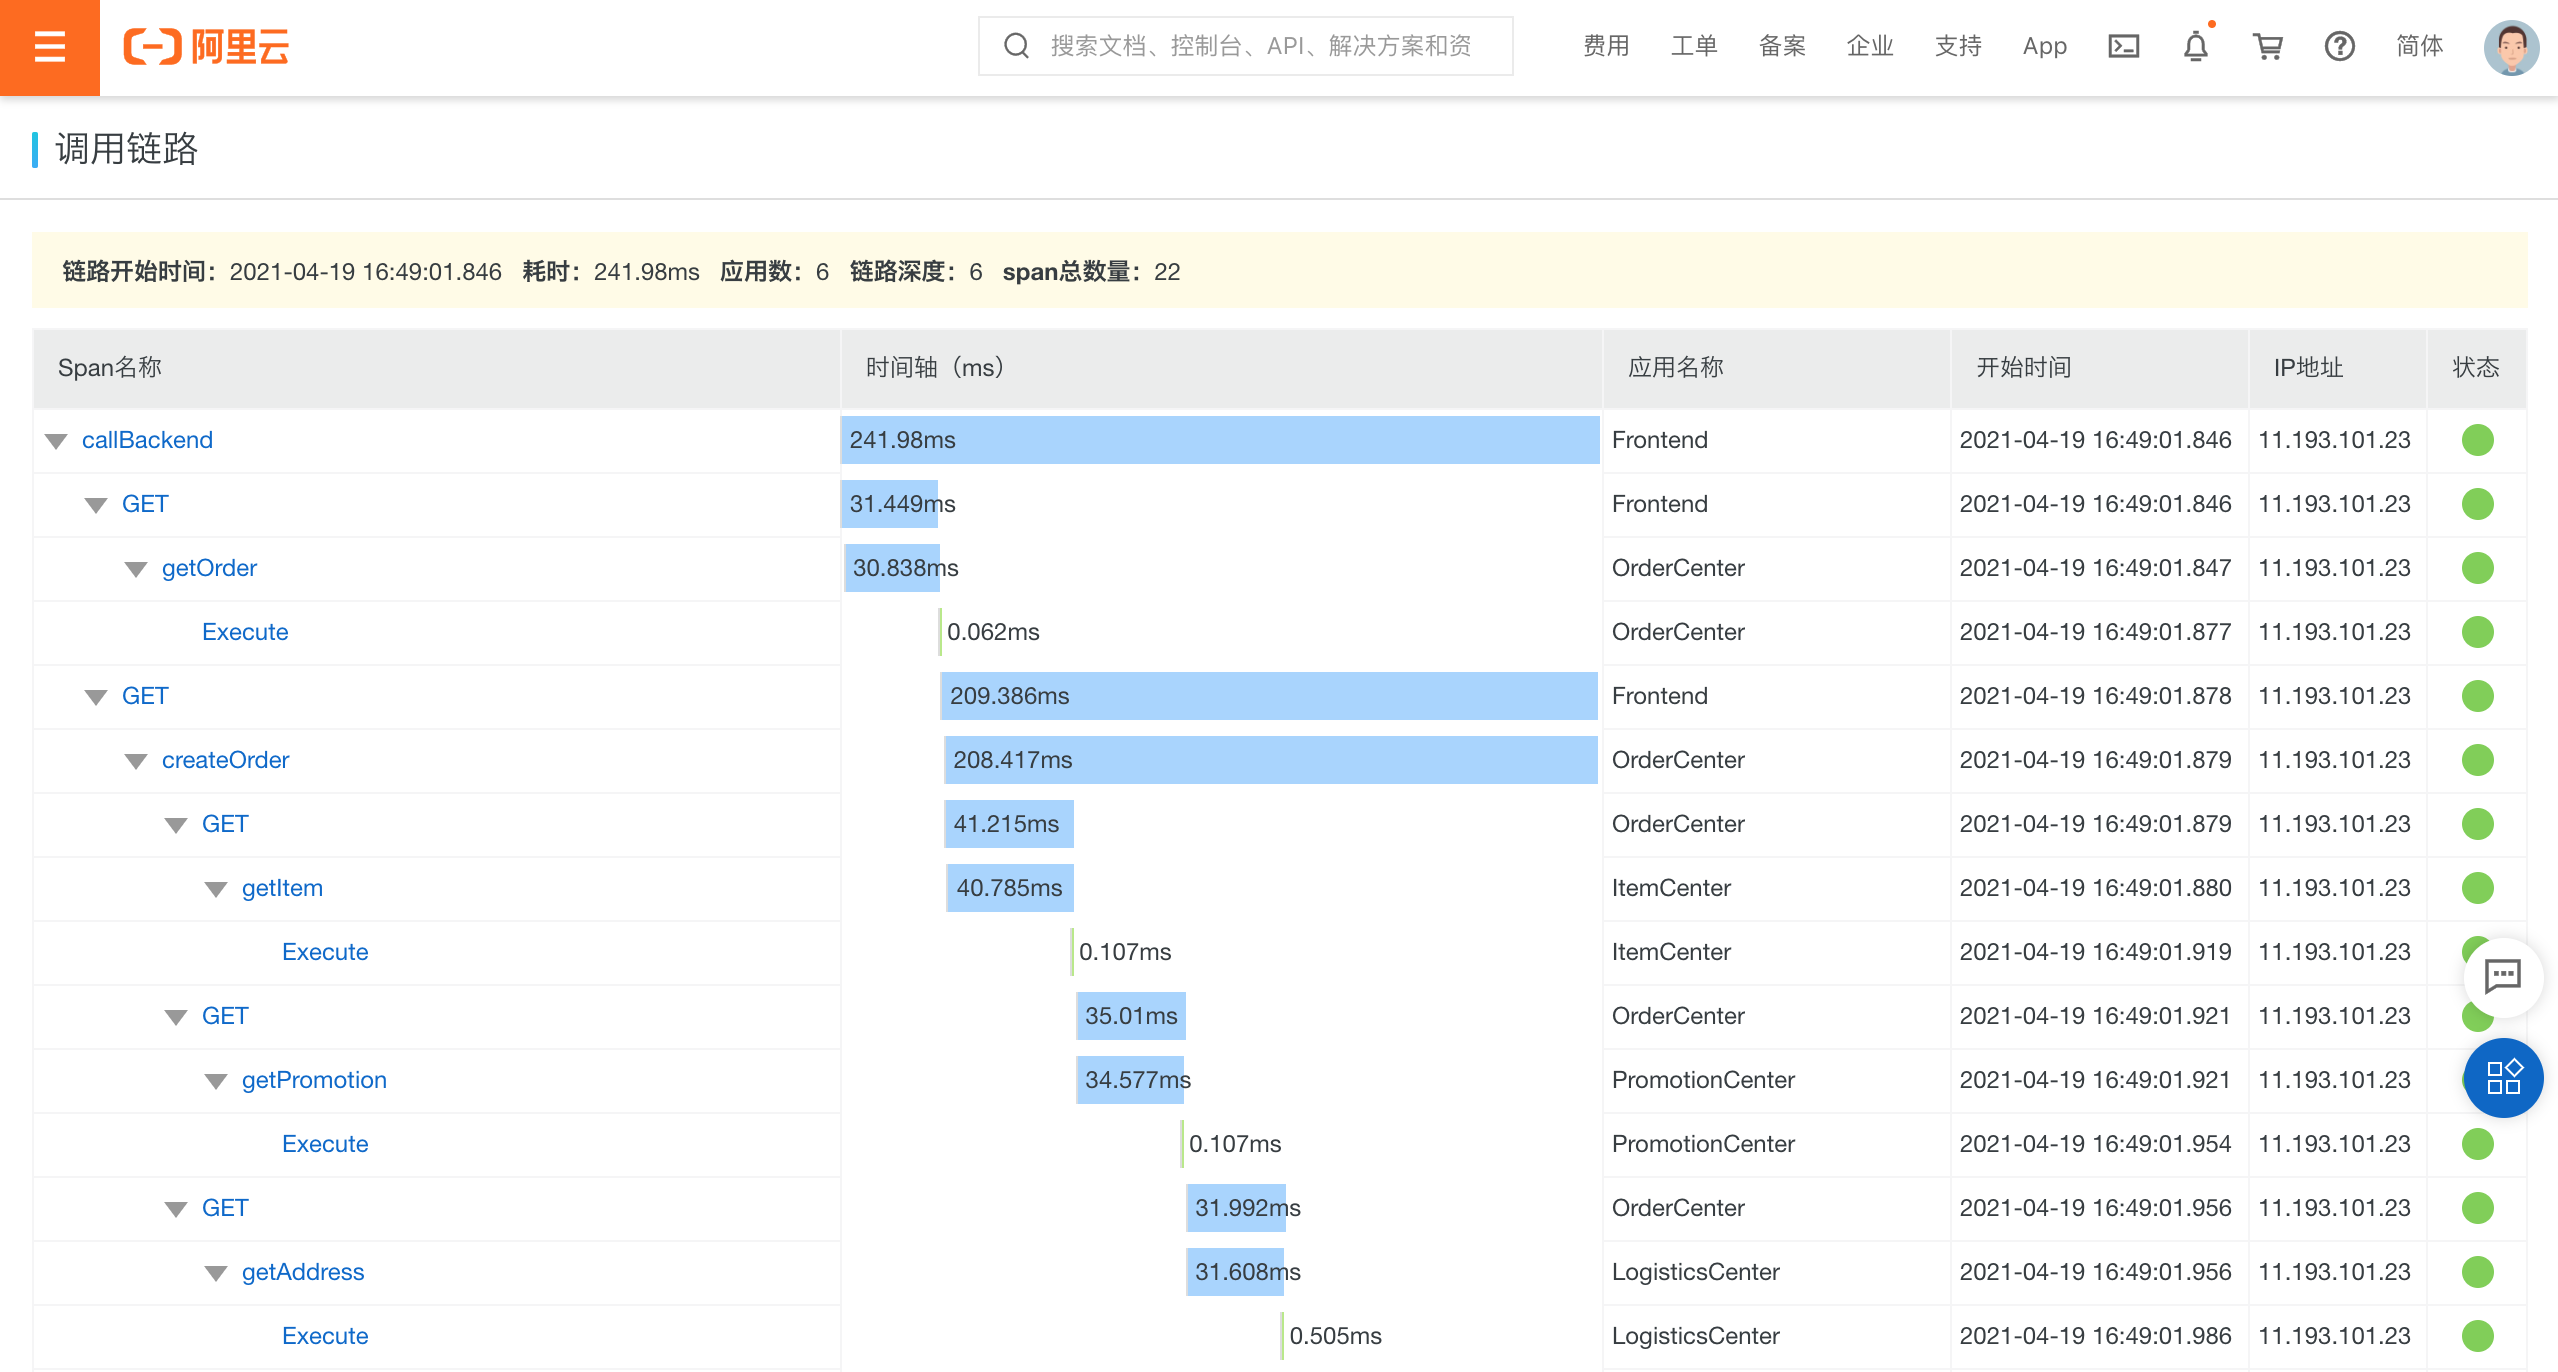 阿里云 搜索文档、控制台、API、解决方案和资 费用 工单 备案 企业 支持 App 简体
调用链路
链路开始时间：2021-04-19 16:49:01.846 耗时：241.98ms 应用数：6 链路深度：6 span总数量：22
Span名称 时间轴（ms） 应用名称 开始时间 IP地址 状态
callBackend 241.98ms Frontend 2021-04-19 16:49:01.846 11.193.101.23
GET 31.449ms Frontend 2021-04-19 16:49:01.846 11.193.101.23
getOrder 30.838ms OrderCenter 2021-04-19 16:49:01.847 11.193.101.23
Execute 0.062ms OrderCenter 2021-04-19 16:49:01.877 11.193.101.23
GET 209.386ms Frontend 2021-04-19 16:49:01.878 11.193.101.23
createOrder 208.417ms OrderCenter 2021-04-19 16:49:01.879 11.193.101.23
GET 41.215ms OrderCenter 2021-04-19 16:49:01.879 11.193.101.23
getItem 40.785ms ItemCenter 2021-04-19 16:49:01.880 11.193.101.23
Execute 0.107ms ItemCenter 2021-04-19 16:49:01.919 11.193.101.23
GET 35.01ms OrderCenter 2021-04-19 16:49:01.921 11.193.101.23
getPromotion 34.577ms PromotionCenter 2021-04-19 16:49:01.921 11.193.101.23
Execute 0.107ms PromotionCenter 2021-04-19 16:49:01.954 11.193.101.23
GET 31.992ms OrderCenter 2021-04-19 16:49:01.956 11.193.101.23
getAddress 31.608ms LogisticsCenter 2021-04-19 16:49:01.956 11.193.101.23
Execute 0.505ms LogisticsCenter 2021-04-19 16:49:01.986 11.193.101.23